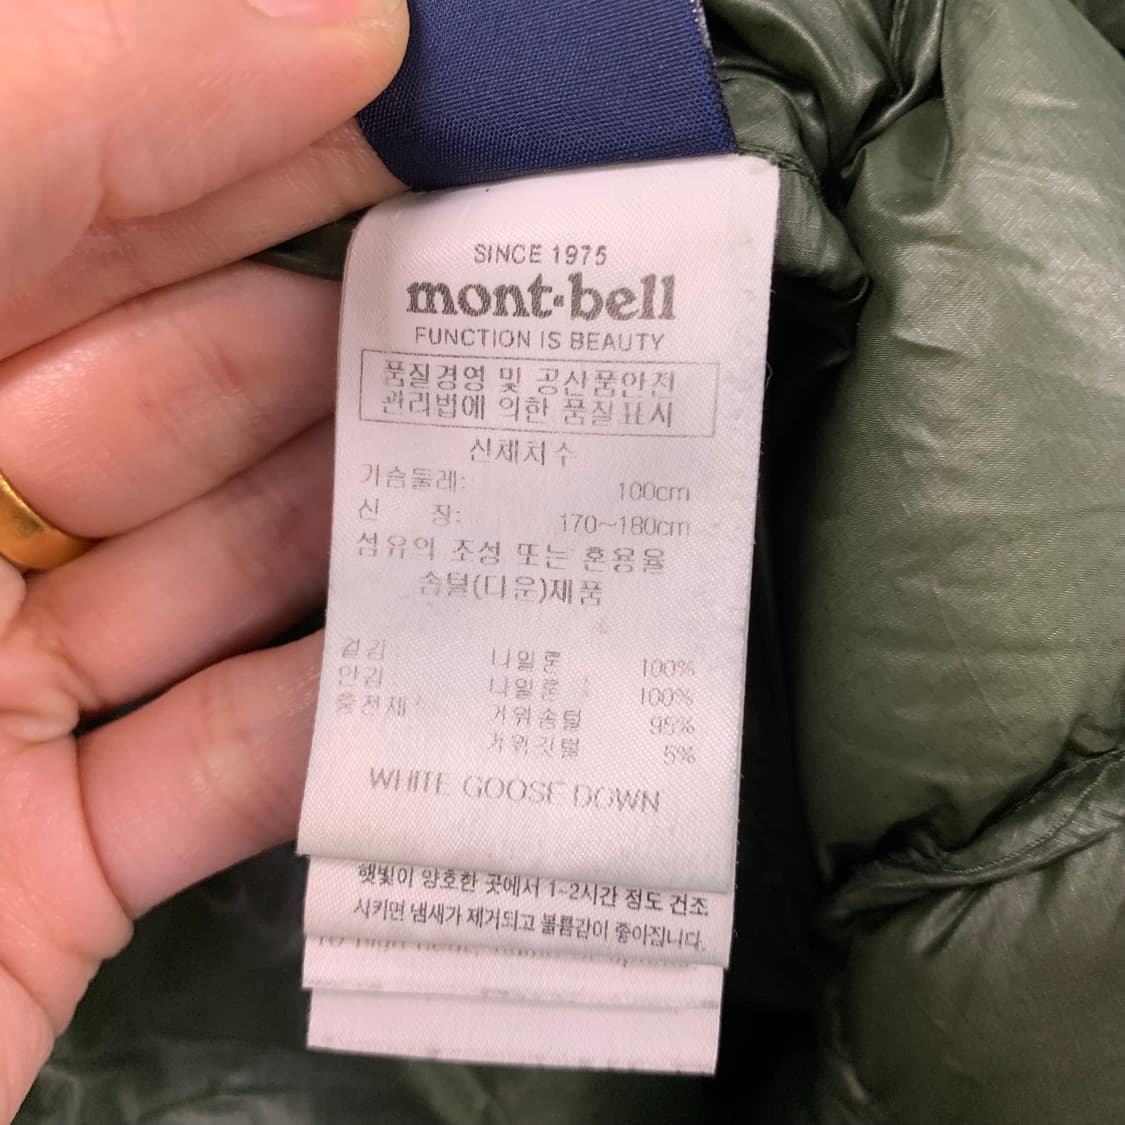 SINCE 1975
mont-bell
FUNCTION IS BEAUTY
품질경영 및 공산품안전
관리법에 의한 품질표시
신체치수
가슴둘레: 100cm
신 장: 170~180cm
섬유의 조성 또는 혼용율
솜털(다운)제품
겉감 나일론 100%
안감 나일론 100%
충전재 거위솜털 95%
거위깃털 5%
WHITE GOOSE DOWN
햇빛이 양호한 곳에서 1~2시간 정도 건조
시키면 냄새가 제거되고 볼륨감이 좋아집니다.